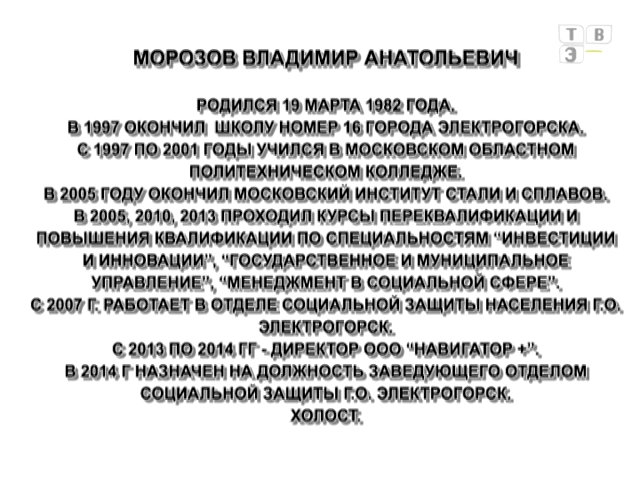 Т В
Э
МОРОЗОВ ВЛАДИМИР АНАТОЛЬЕВИЧ
РОДИЛСЯ 19 МАРТА 1982 ГОДА.
В 1997 ОКОНЧИЛ ШКОЛУ НОМЕР 16 ГОРОДА ЭЛЕКТРОГОРСКА.
С 1997 ПО 2001 ГОДЫ УЧИЛСЯ В МОСКОВСКОМ ОБЛАСТНОМ
ПОЛИТЕХНИЧЕСКОМ КОЛЛЕДЖЕ.
В 2005 ГОДУ ОКОНЧИЛ МОСКОВСКИЙ ИНСТИТУТ СТАЛИ И СПЛАВОВ.
В 2005, 2010, 2013 ПРОХОДИЛ КУРСЫ ПЕРЕКВАЛИФИКАЦИИ И
ПОВЫШЕНИЯ КВАЛИФИКАЦИИ ПО СПЕЦИАЛЬНОСТЯМ “ИНВЕСТИЦИИ
И ИННОВАЦИИ”, “ГОСУДАРСТВЕННОЕ И МУНИЦИПАЛЬНОЕ
УПРАВЛЕНИЕ”, “МЕНЕДЖМЕНТ В СОЦИАЛЬНОЙ СФЕРЕ”.
С 2007 Г. РАБОТАЕТ В ОТДЕЛЕ СОЦИАЛЬНОЙ ЗАЩИТЫ НАСЕЛЕНИЯ Г.О.
ЭЛЕКТРОГОРСК.
С 2013 ПО 2014 ГГ - ДИРЕКТОР ООО “НАВИГАТОР +”.
В 2014 Г НАЗНАЧЕН НА ДОЛЖНОСТЬ ЗАВЕДУЮЩЕГО ОТДЕЛОМ
СОЦИАЛЬНОЙ ЗАЩИТЫ Г.О. ЭЛЕКТРОГОРСК.
ХОЛОСТ.